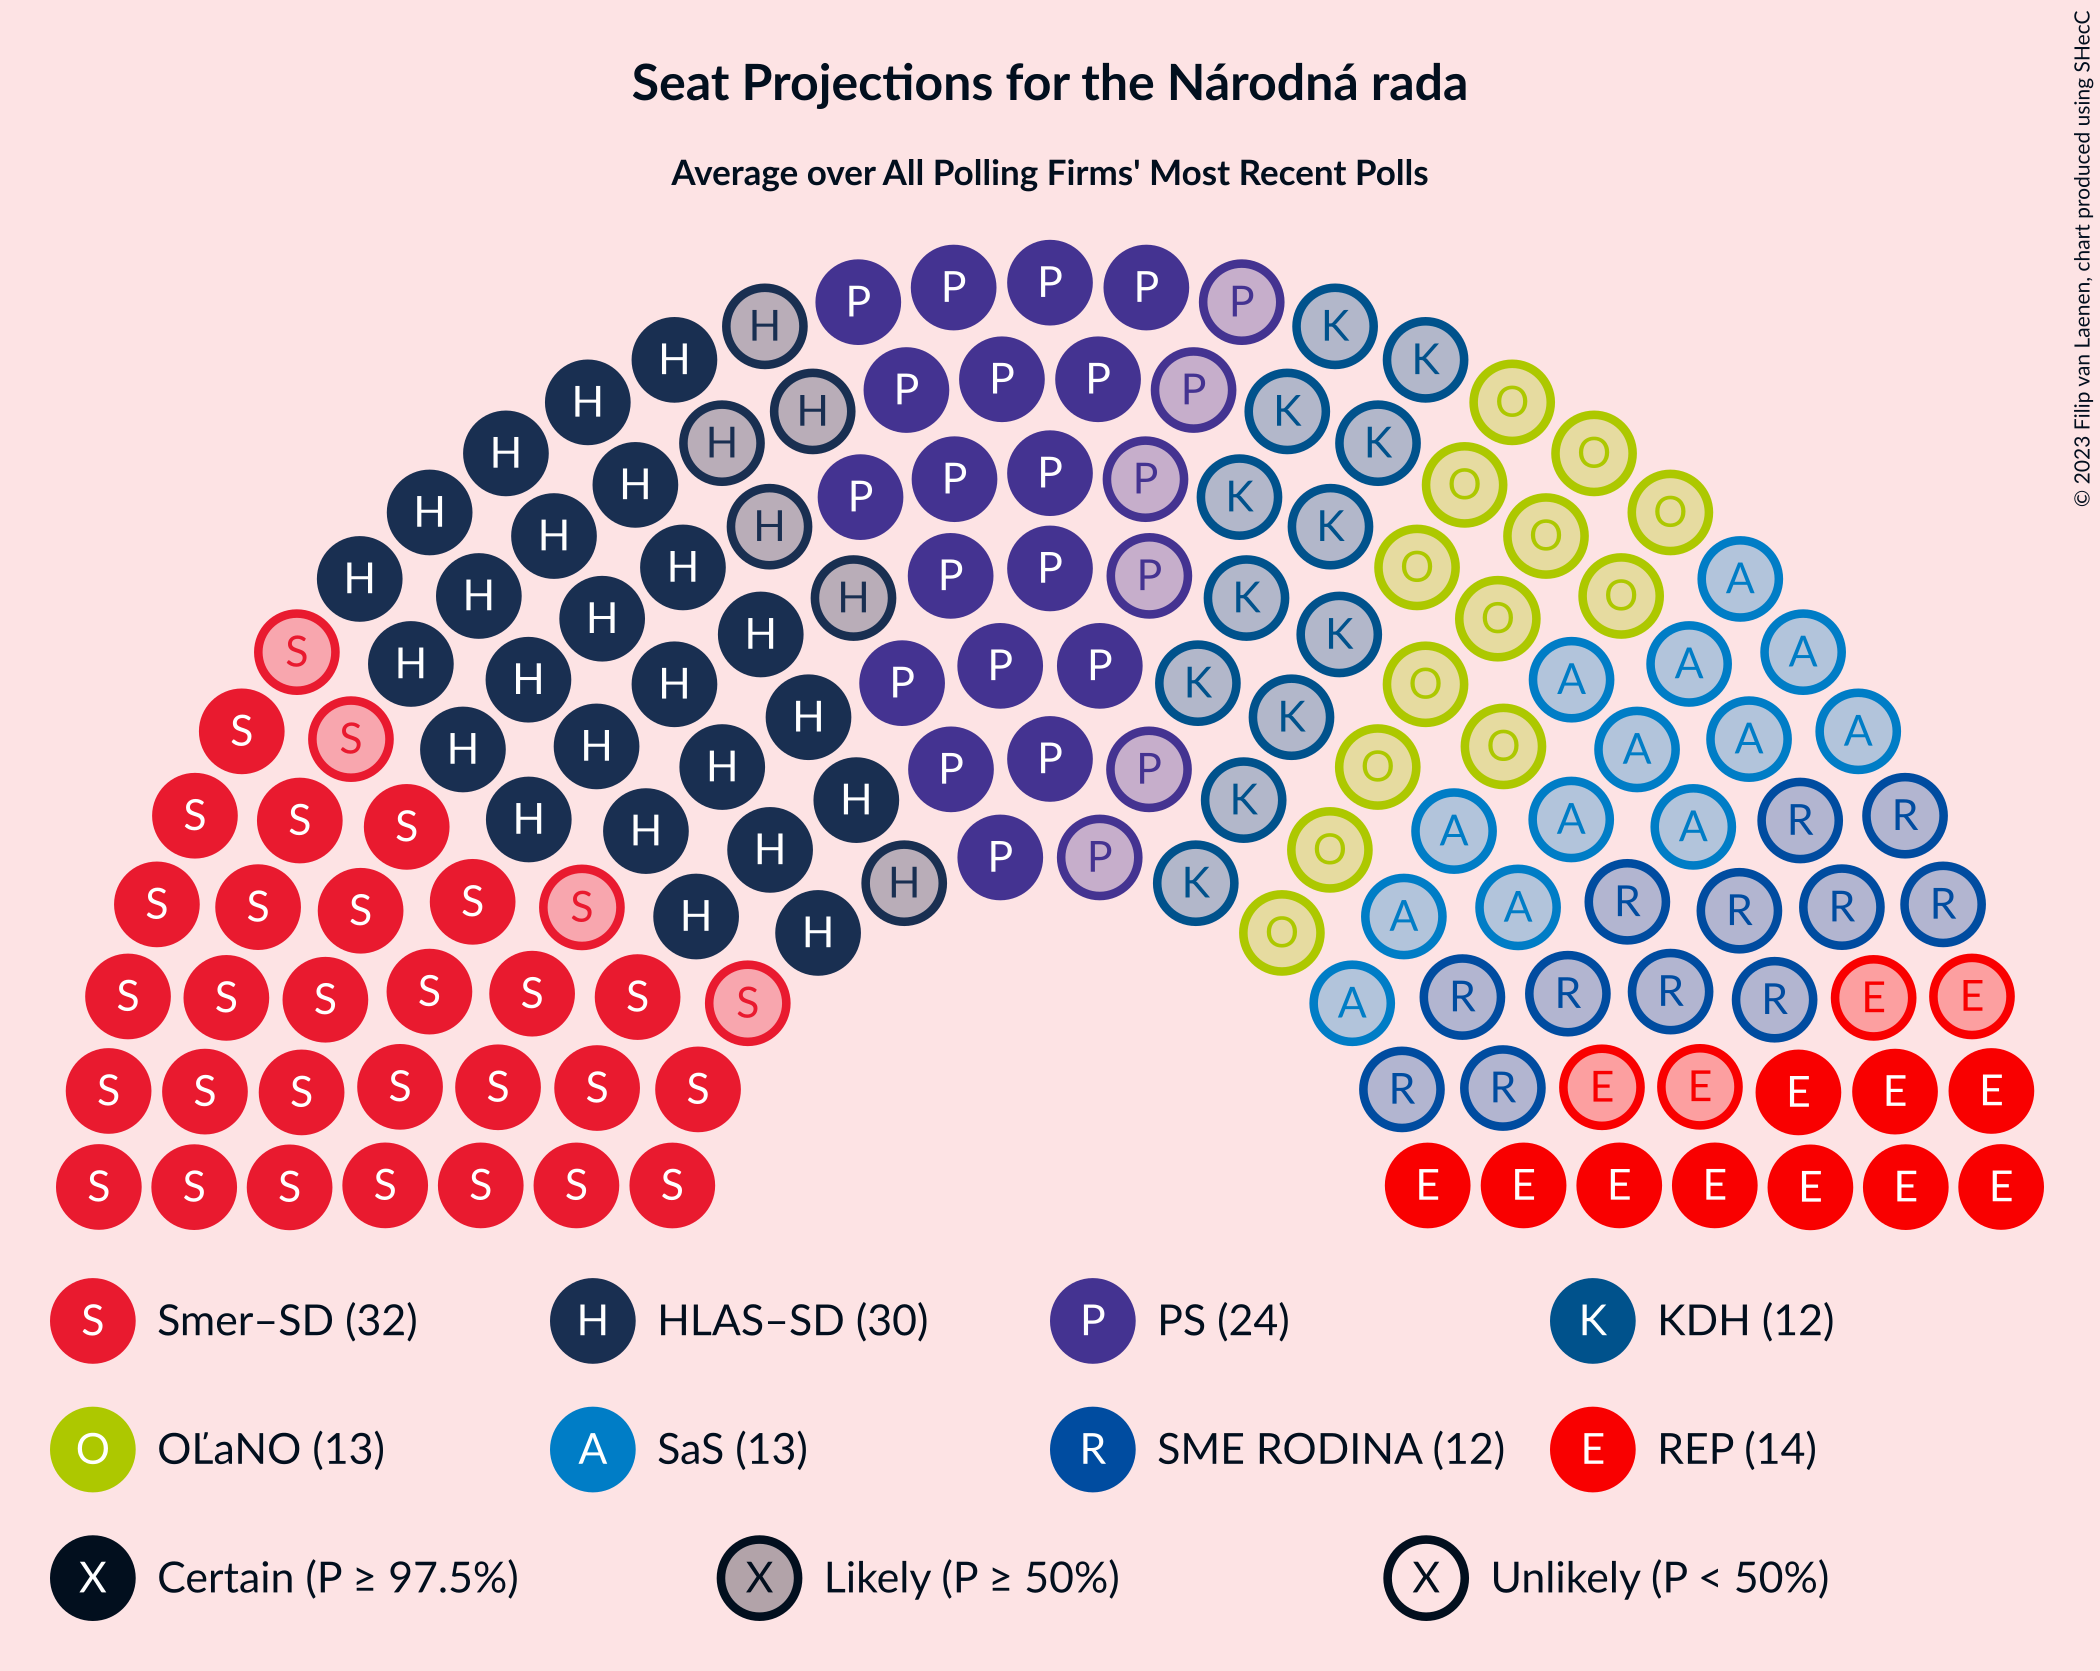 Seat Projections for the Národná rada
Average over All Polling Firms' Most Recent Polls
© 2023 Filip van Laenen, chart produced using SHecC
P P P P P
H H K K
H P P P P K
H H K O
H H P P P P K K O
H H H K O O
H H P P P K O O
H H H K O A
S H H H P P P K K O O A A
S S H H H H P P P K K O O A A A A
S S S H H H H K O A A A R R
S S S S S H H H P P K O A A R R R R
S S S S S S S A R R R R E E
S S S S S S S R R E E E E E
S S S S S S S E E E E E E E
S Smer–SD (32) H HLAS–SD (30) P PS (24) K KDH (12)
O OĽaNO (13) A SaS (13) R SME RODINA (12) E REP (14)
X Certain (P ≥ 97.5%) X Likely (P ≥ 50%) X Unlikely (P < 50%)